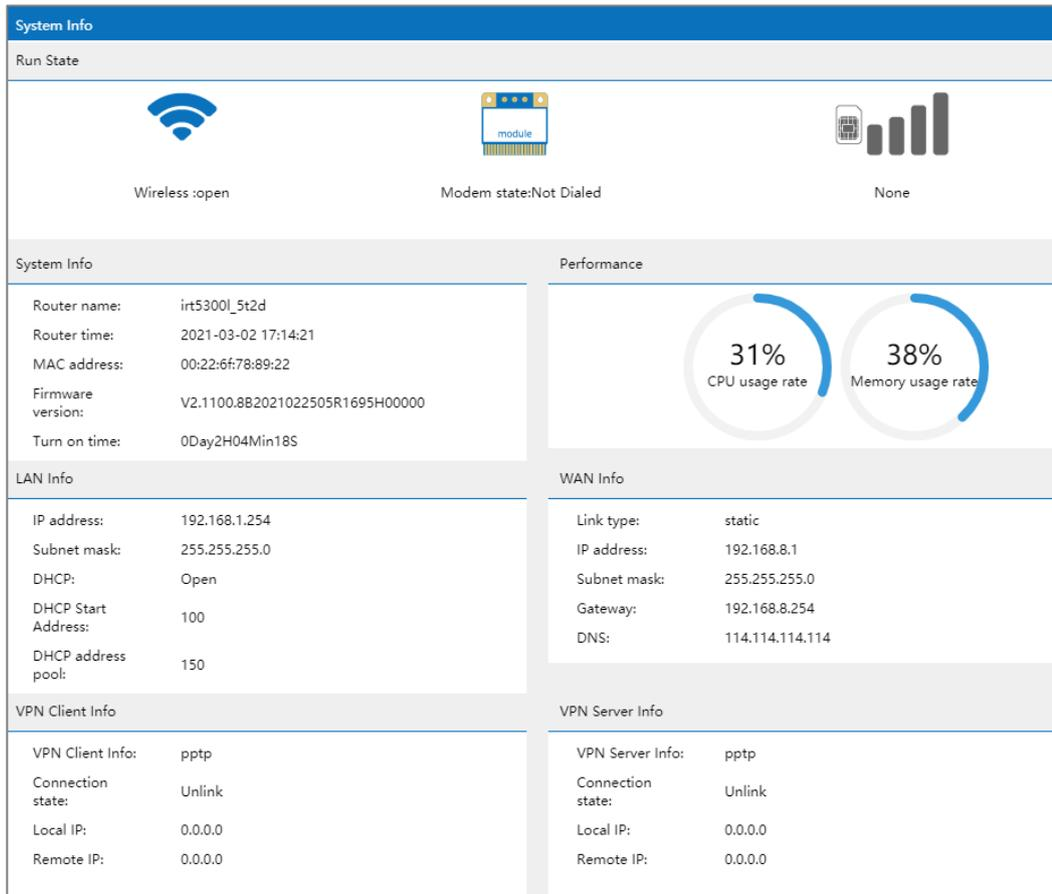 System Info
Run State
module
Wireless :open
Modem state:Not Dialed
None
System Info
Router name: irt5300l_5t2d
Router time: 2021-03-02 17:14:21
MAC address: 00:22:6f:78:89:22
Firmware
version: V2.1100.8B2021022505R1695H00000
Turn on time: 0Day2H04Min18S
Performance
31%
CPU usage rate
38%
Memory usage rate
LAN Info
IP address: 192.168.1.254
Subnet mask: 255.255.255.0
DHCP: Open
DHCP Start
Address: 100
DHCP address
pool: 150
WAN Info
Link type: static
IP address: 192.168.8.1
Subnet mask: 255.255.255.0
Gateway: 192.168.8.254
DNS: 114.114.114.114
VPN Client Info
VPN Client Info: pptp
Connection
state: Unlink
Local IP: 0.0.0.0
Remote IP: 0.0.0.0
VPN Server Info
VPN Server Info: pptp
Connection
state: Unlink
Local IP: 0.0.0.0
Remote IP: 0.0.0.0